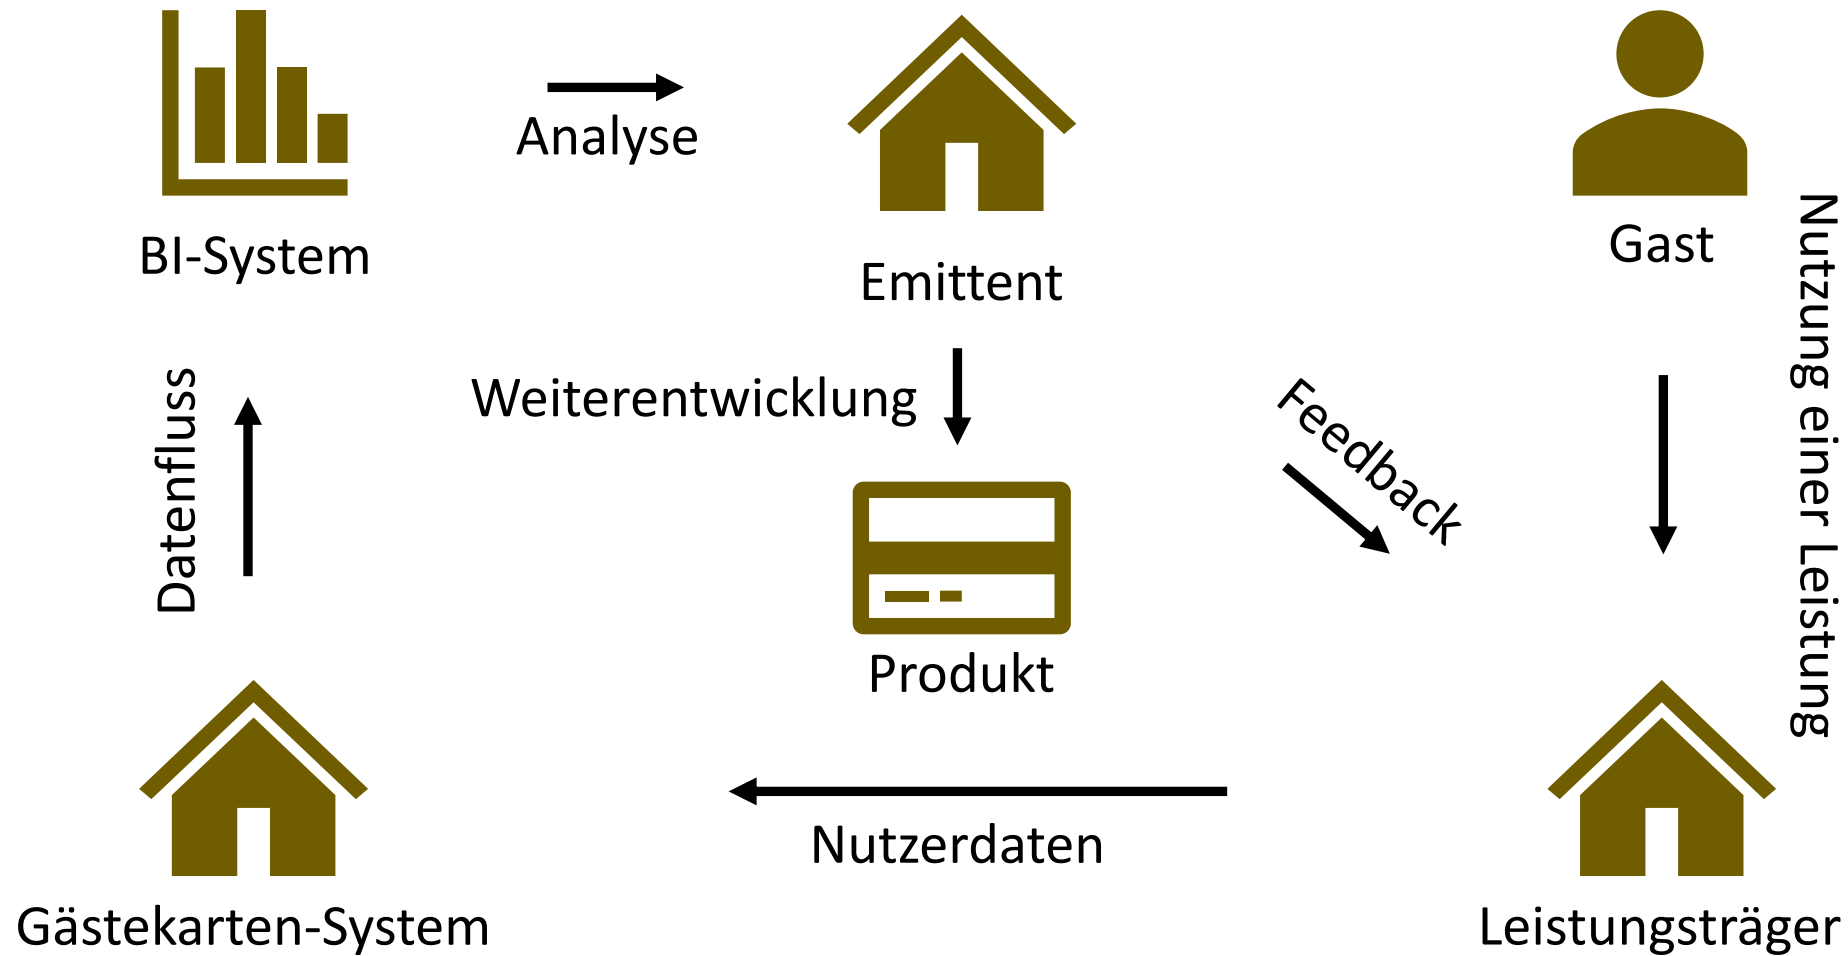 Analyse
BI-System
Emittent
Gast
Nutzung einer Leistung
Weiterentwicklung
Datenfluss
Feedback
Produkt
Nutzerdaten
Gästekarten-System
Leistungsträger